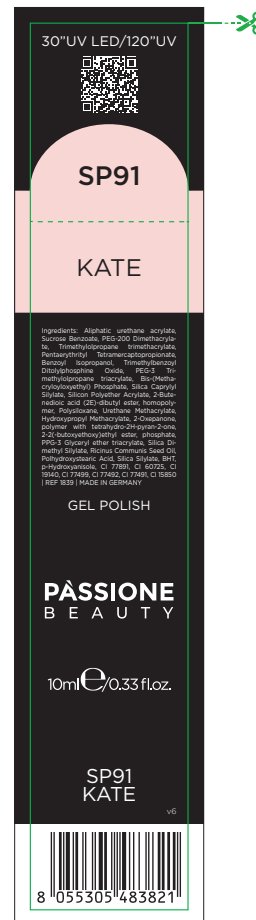 30”UV LED/120”UV
SP91
KATE
Ingredients: Aliphatic urethane acrylate,
Sucrose Benzoate, PEG-200 Dimethacryla-
te, Trimethylolpropane trimethacrylate,
Pentaerythrityl Tetramercaptopropionate,
Benzoyl Isopropanol, Trimethylbenzoyl
Ditolylphosphine Oxide, PEG-3 Tri-
methylolpropane triacrylate, Bis-(Metha-
cryloyloxyethyl) Phosphate, Silica Caprylyl
Silylate, Silicon Polyether Acrylate, 2-Bute-
nedioic acid (2E)-dibutyl ester, homopoly-
mer, Polysiloxane, Urethane Methacrylate,
Hydroxypropyl Methacrylate, 2-Oxepanone,
polymer with tetrahydro-2H-pyran-2-one,
2-2(-butoxyethoxy)ethyl ester, phosphate,
PPG-3 Glyceryl ether triacrylate, Silica Di-
methyl Silylate, Ricinus Communis Seed Oil,
Polhydroxystearic Acid, Silica Silylate, BHT,
p-Hydroxyanisole, CI 77891, CI 60725, CI
19140, CI 77499, CI 77492, CI 77491, CI 15850
| REF 1839 | MADE IN GERMANY
GEL POLISH
PÀSSIONE
BEAUTY
10ml℮/0.33 fl.oz.
SP91
KATE
v6
8 055305 483821